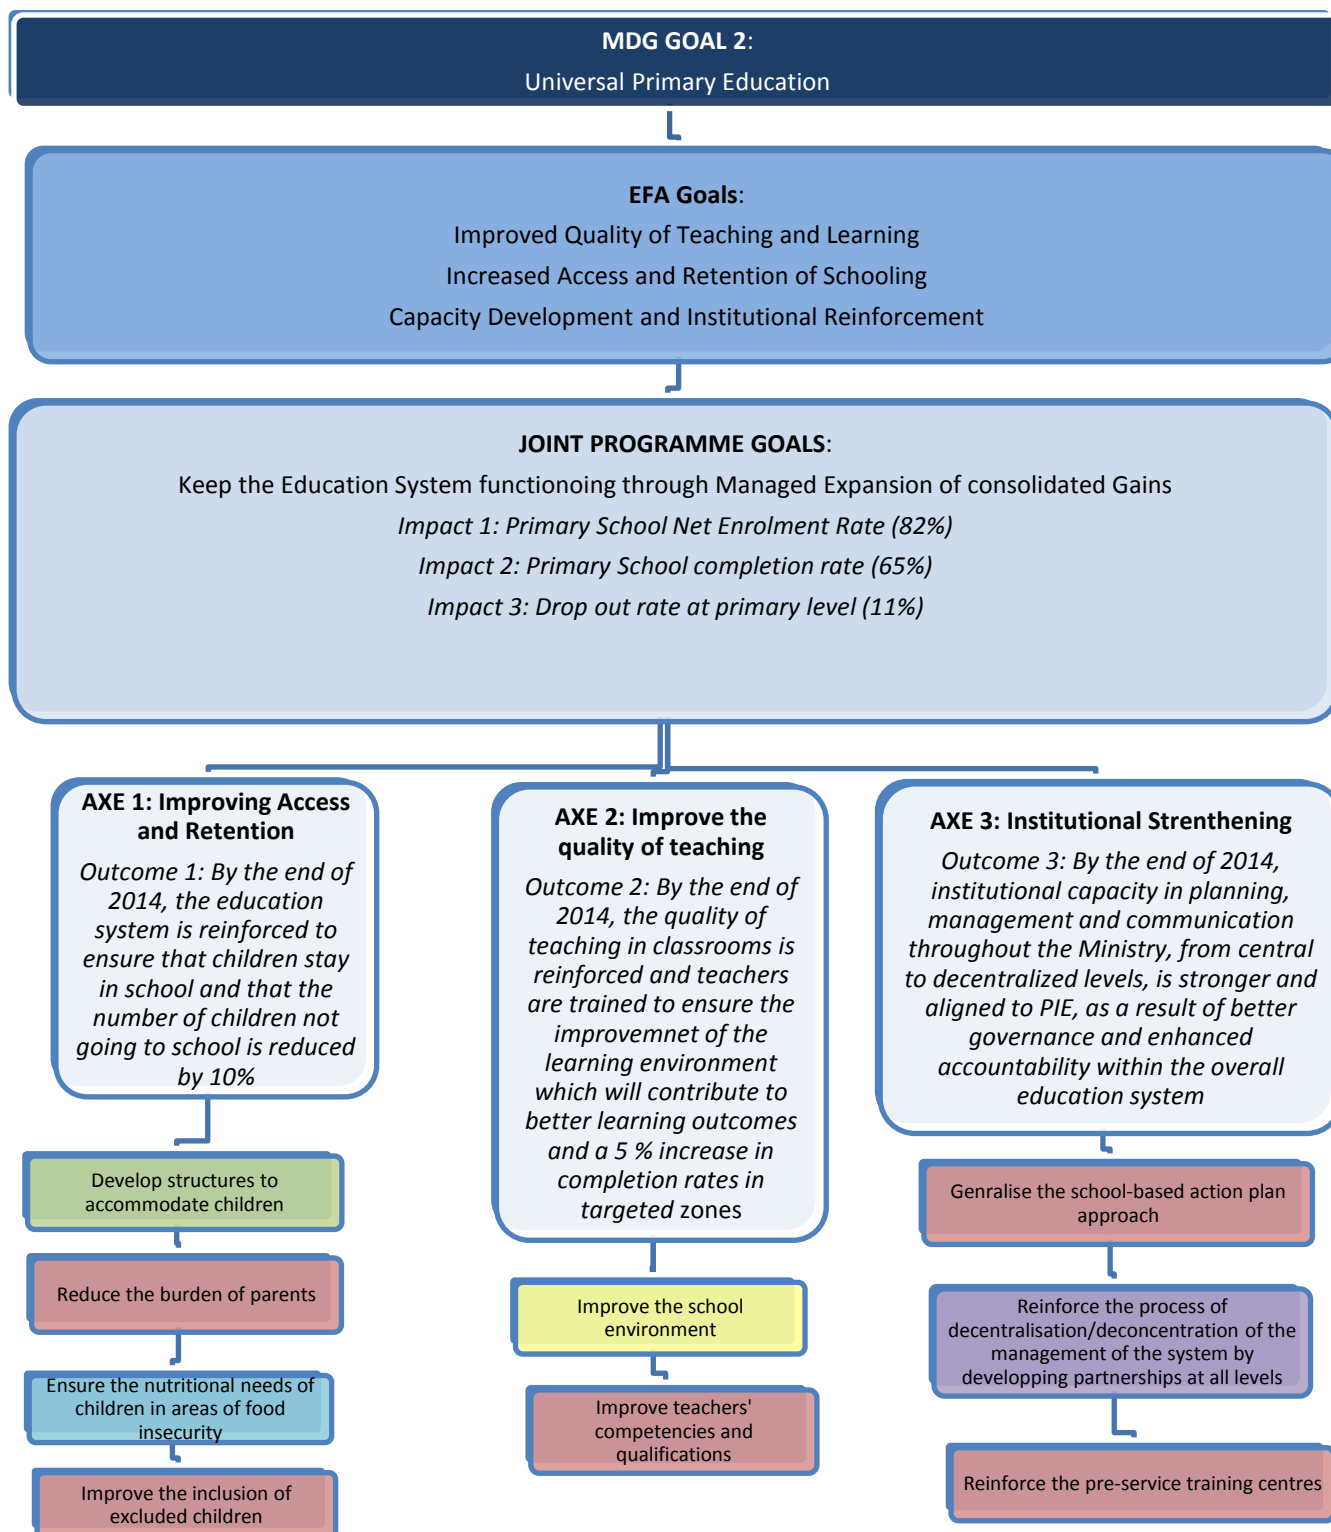 MDG GOAL 2:
Universal Primary Education
EFA Goals:
Improved Quality of Teaching and Learning
Increased Access and Retention of Schooling
Capacity Development and Institutional Reinforcement
JOINT PROGRAMME GOALS:
Keep the Education System functionoing through Managed Expansion of consolidated Gains
Impact 1: Primary School Net Enrolment Rate (82%)
Impact 2: Primary School completion rate (65%)
Impact 3: Drop out rate at primary level (11%)
AXE 1: Improving Access
and Retention
Outcome 1: By the end of
2014, the education
system is reinforced to
ensure that children stay
in school and that the
number of children not
going to school is reduced
by 10%
Develop structures to
accommodate children
Reduce the burden of parents
Ensure the nutritional needs of
children in areas of food
insecurity
Improve the inclusion of
excluded children
AXE 2: Improve the
quality of teaching
Outcome 2: By the end of
2014, the quality of
teaching in classrooms is
reinforced and teachers
are trained to ensure the
improvemnet of the
learning environment
which will contribute to
better learning outcomes
and a 5 % increase in
completion rates in
targeted zones
Improve the school
environment
Improve teachers'
competencies and
qualifications
AXE 3: Institutional Strenthening
Outcome 3: By the end of 2014,
institutional capacity in planning,
management and communication
throughout the Ministry, from central
to decentralized levels, is stronger and
aligned to PIE, as a result of better
governance and enhanced
accountability within the overall
education system
Genralise the school-based action plan
approach
Reinforce the process of
decentralisation/deconcentration of the
management of the system by
developping partnerships at all levels
Reinforce the pre-service training centres